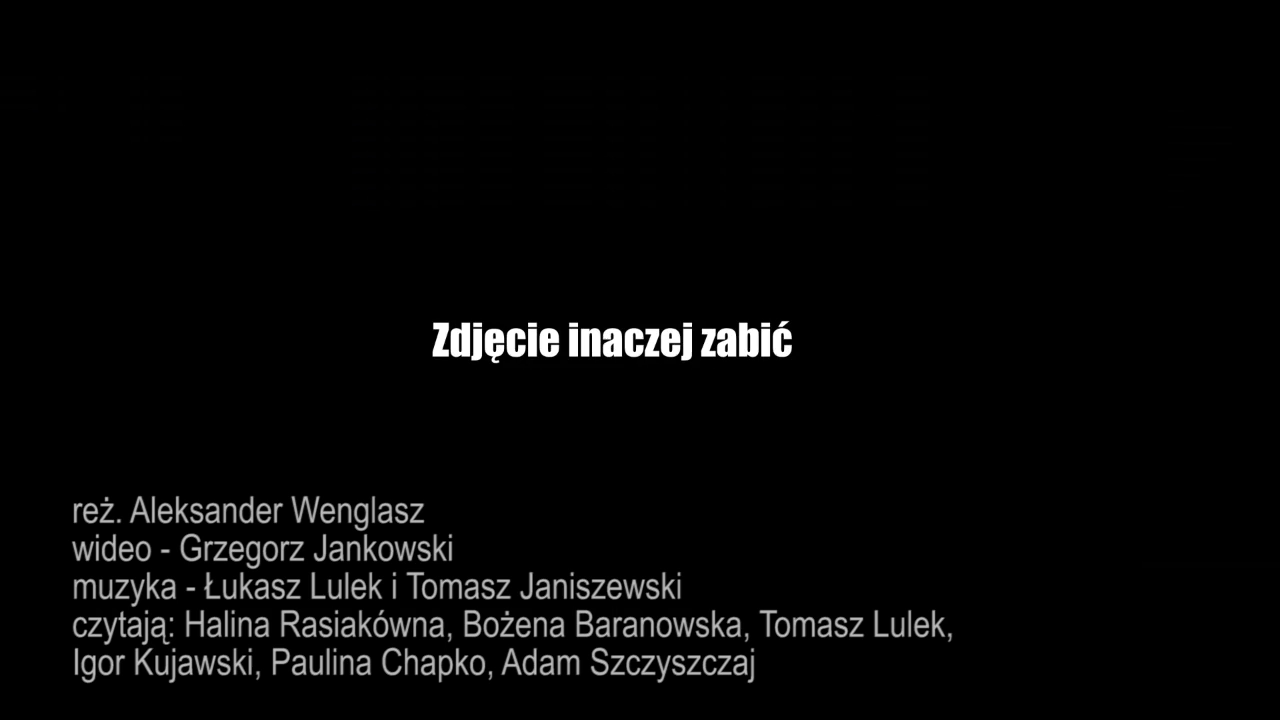 Zdjęcie inaczej zabić
reż. Aleksander Wenglasz
wideo - Grzegorz Jankowski
muzyka - Łukasz Lulek i Tomasz Janiszewski
czytają: Halina Rasiakówna, Bożena Baranowska, Tomasz Lulek,
Igor Kujawski, Paulina Chapko, Adam Szczyszczaj